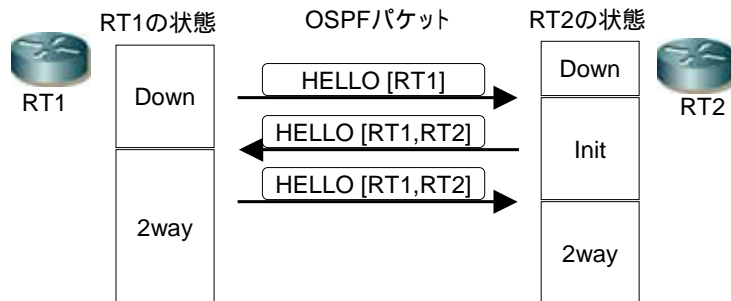 RT1の状態
OSPFパケット
RT2の状態
RT1
Down
HELLO [RT1]
Down
RT2
HELLO [RT1,RT2]
Init
HELLO [RT1,RT2]
2way
2way